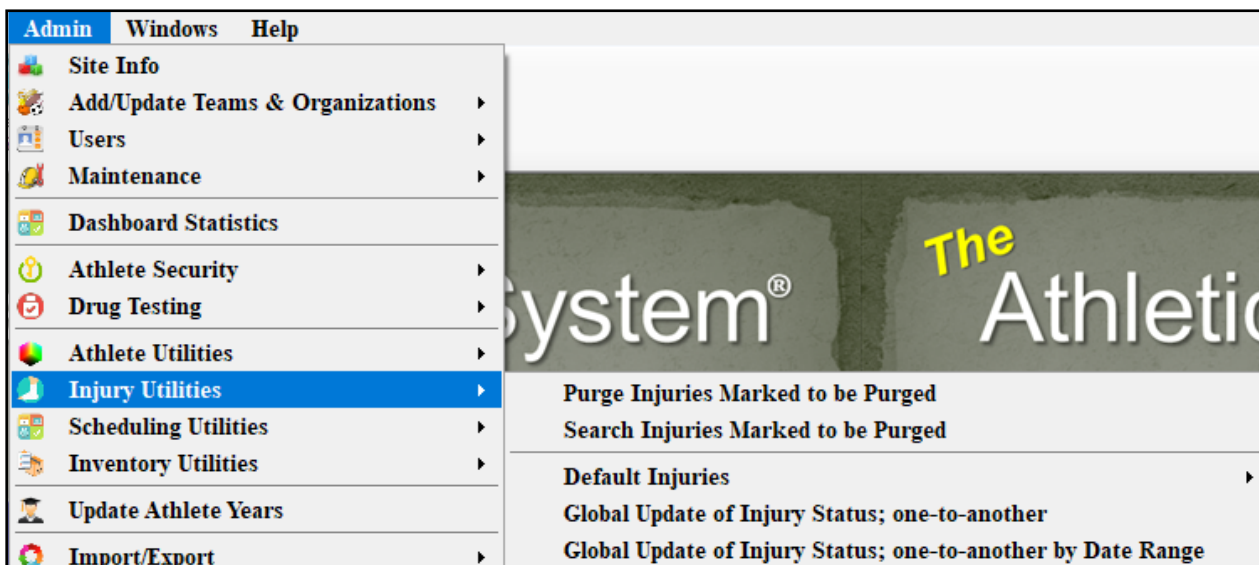 Admin Windows Help
Site Info
Add/Update Teams & Organizations
Users
Maintenance
Dashboard Statistics
Athlete Security
Drug Testing
Athlete Utilities
Injury Utilities
Scheduling Utilities
Inventory Utilities
Update Athlete Years
Import/Export
ystem®
The
Athletic
Purge Injuries Marked to be Purged
Search Injuries Marked to be Purged
Default Injuries
Global Update of Injury Status; one-to-another
Global Update of Injury Status; one-to-another by Date Range